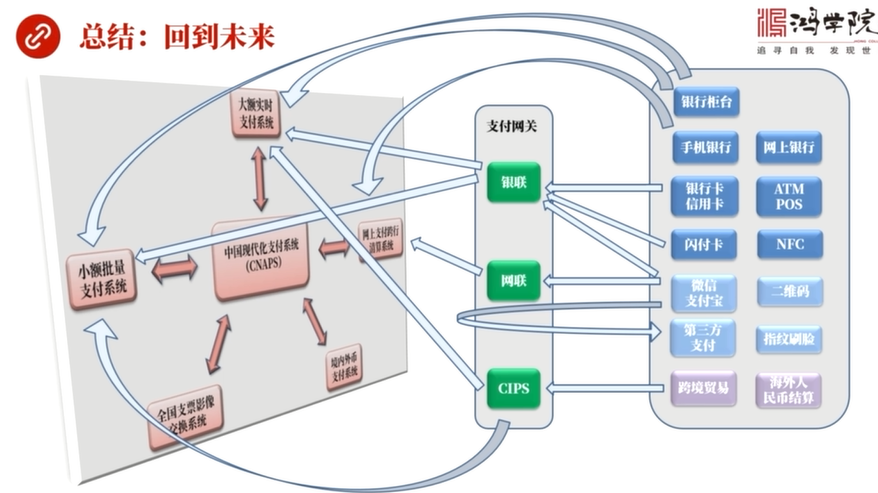 总结：回到未来
鸿学院
追寻自我 发现世
大额实时
支付系统
中国现代化支付系统
(CNAPS)
网上支付跨行
清算系统
小额批量
支付系统
境内外币
支付系统
全国支票影像
交换系统
支付网关
银联
网联
CIPS
银行柜台
手机银行
网上银行
银行卡
信用卡
ATM
POS
闪付卡
NFC
微信
支付宝
二维码
第三方
支付
指纹刷脸
跨境贸易
海外人
民币结算